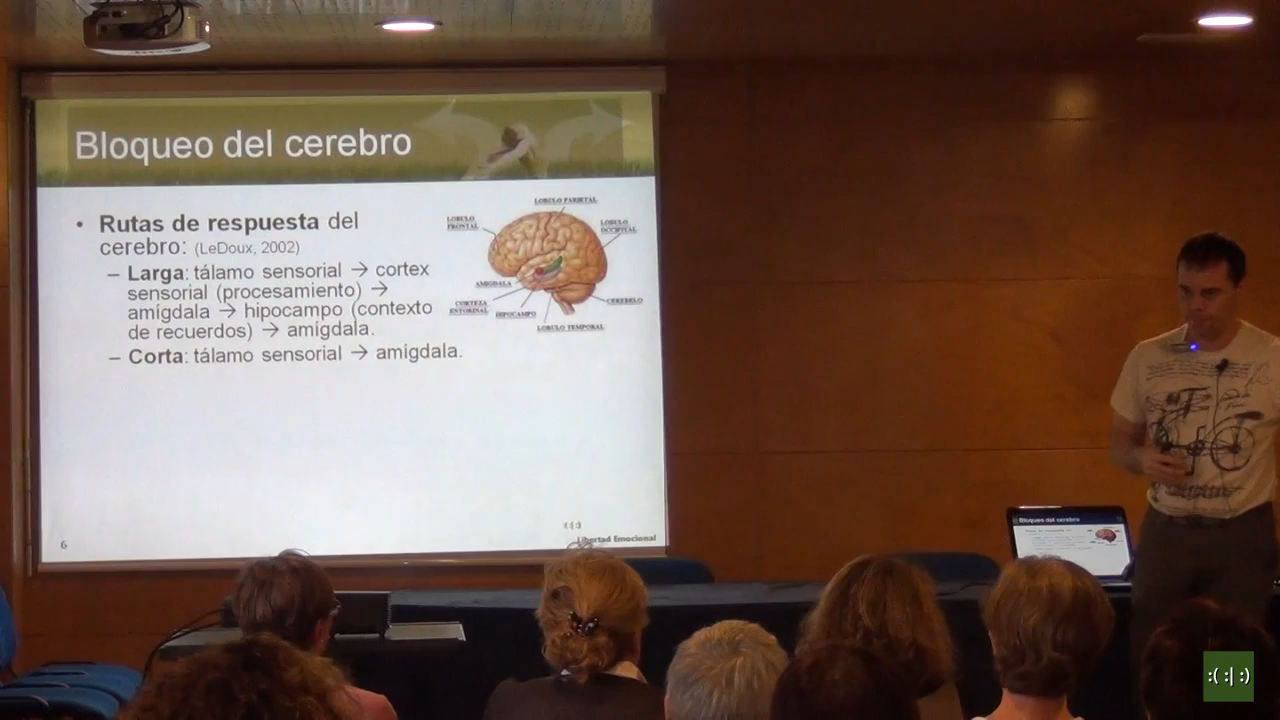 Bloqueo del cerebro
• Rutas de respuesta del
cerebro: (LeDoux, 2002)
– Larga: tálamo sensorial → cortex
sensorial (procesamiento) →
amígdala → hipocampo (contexto
de recuerdos) → amígdala.
– Corta: tálamo sensorial → amígdala.
LOBULO PARIETAL
LOBULO
FRONTAL
LOBULO
OCCIPITAL
AMIGDALA
CORTEZA
ENTORINAL
HIPOCAMPO
CEREBELO
LOBULO TEMPORAL
6
Libertad Emocional
Bloqueo del cerebro
:( :| :)